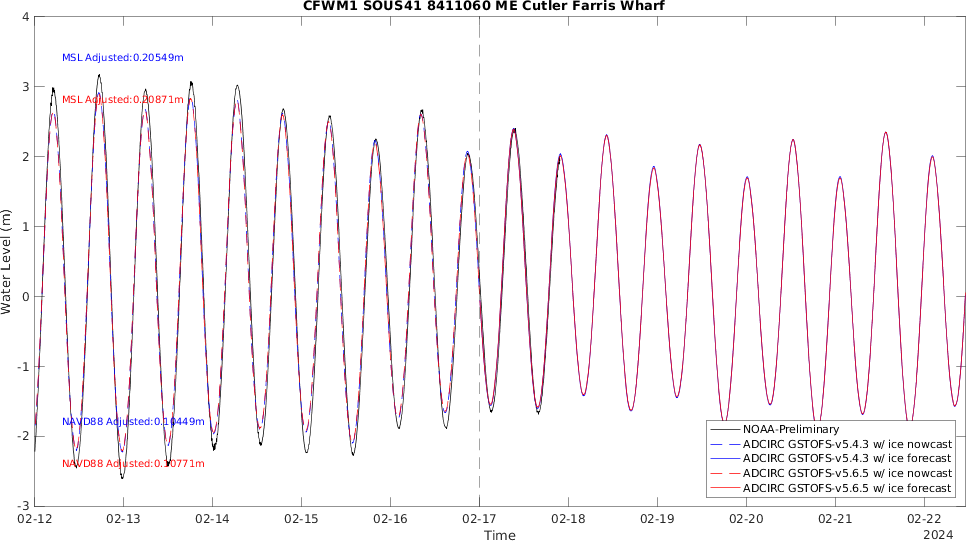 CFWM1 SOUS41 8411060 ME Cutler Farris Wharf
4
3
2
1
0
-1
-2
-3
Water Level (m)
MSL Adjusted:0.20549m
MSL Adjusted:0.20871m
NAVD88 Adjusted:0.10449m
NAVD88 Adjusted:0.10771m
NOAA-Preliminary
ADCIRC GSTOFS-v5.4.3 w/ ice nowcast
ADCIRC GSTOFS-v5.4.3 w/ ice forecast
ADCIRC GSTOFS-v5.6.5 w/ ice nowcast
ADCIRC GSTOFS-v5.6.5 w/ ice forecast
02-12 02-13 02-14 02-15 02-16 02-17 02-18 02-19 02-20 02-21 02-22
Time 2024